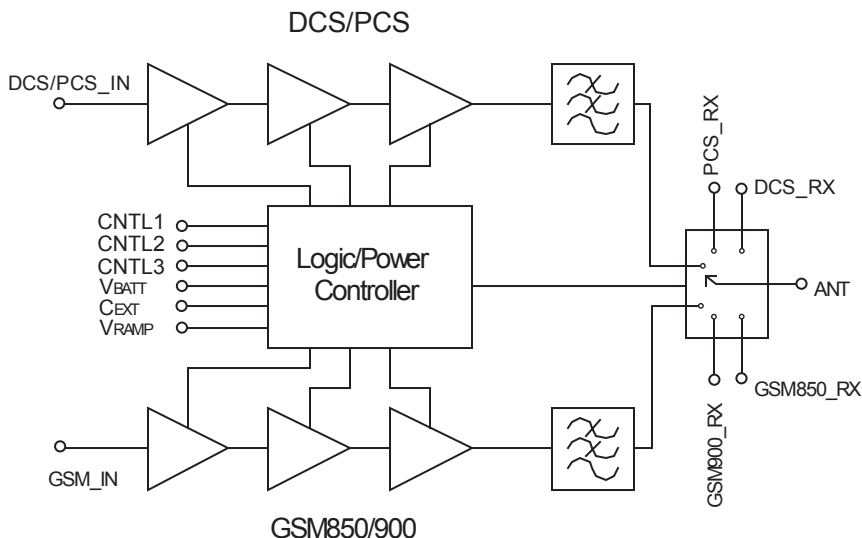 DCS/PCS
DCS/PCS_IN
PCS_RX
DCS_RX
CNTL1
CNTL2
CNTL3
VBATT
CEXT
VRAMP
Logic/Power
Controller
ANT
GSM850_RX
GSM900_RX
GSM_IN
GSM850/900